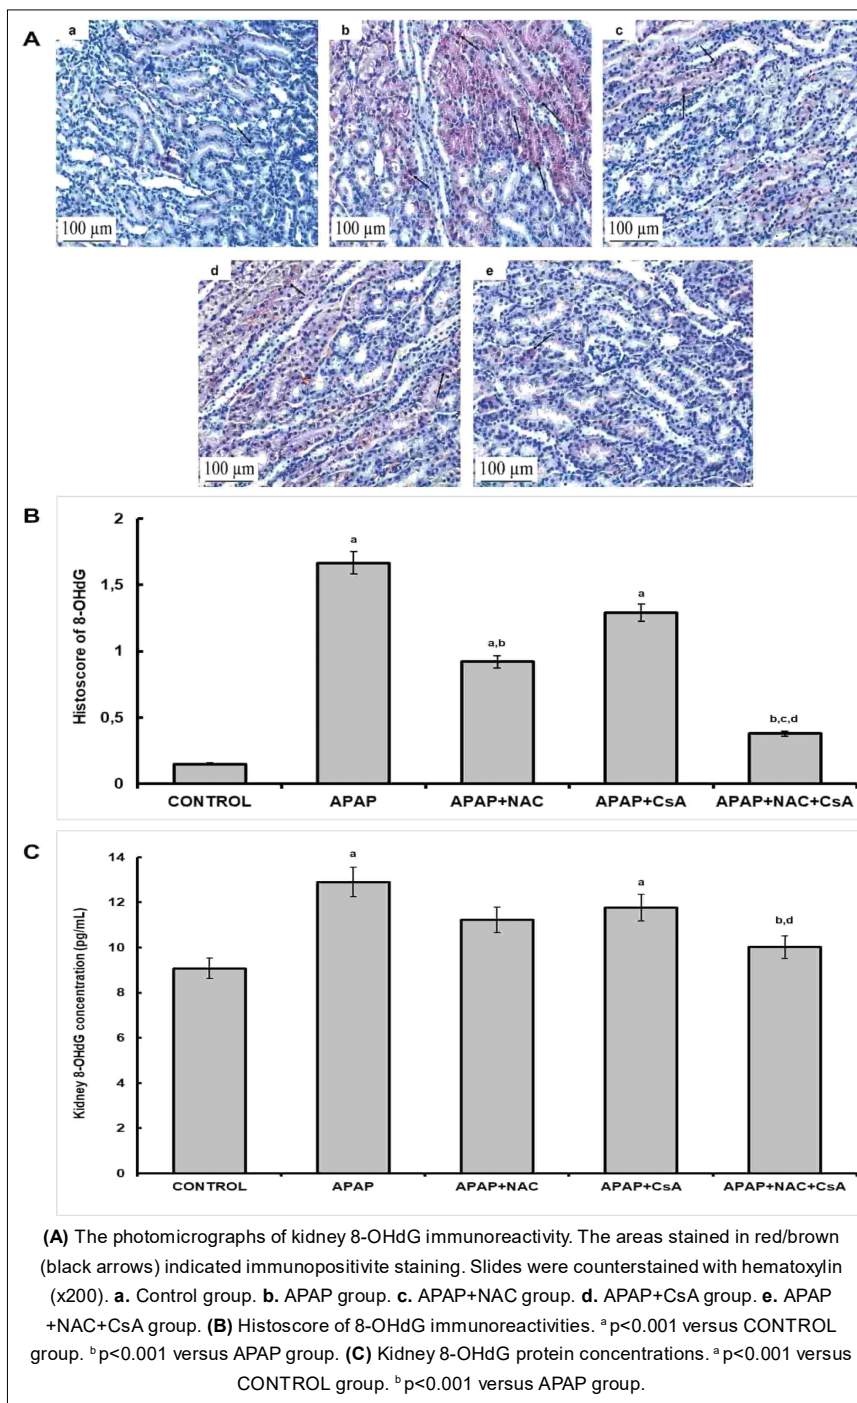 A
a
b
c
100 µm
100 µm
100 µm
d
e
100 µm
100 µm
B
Histoscore of 8-OHdG
2
1,5
1
0,5
0
a
a,b
a
b,c,d
CONTROL
APAP
APAP+NAC
APAP+CsA
APAP+NAC+CsA
C
Kidney 8-OHdG concentration (pg/mL)
14
12
10
8
6
4
2
0
a
a
b,d
CONTROL
APAP
APAP+NAC
APAP+CsA
APAP+NAC+CsA
(A) The photomicrographs of kidney 8-OHdG immunoreactivity. The areas stained in red/brown
(black arrows) indicated immunopositivite staining. Slides were counterstained with hematoxylin
(x200). a. Control group. b. APAP group. c. APAP+NAC group. d. APAP+CsA group. e. APAP
+NAC+CsA group. (B) Histoscore of 8-OHdG immunoreactivities. ᵃ p<0.001 versus CONTROL
group. ᵇ p<0.001 versus APAP group. (C) Kidney 8-OHdG protein concentrations. ᵃ p<0.001 versus
CONTROL group. ᵇ p<0.001 versus APAP group.